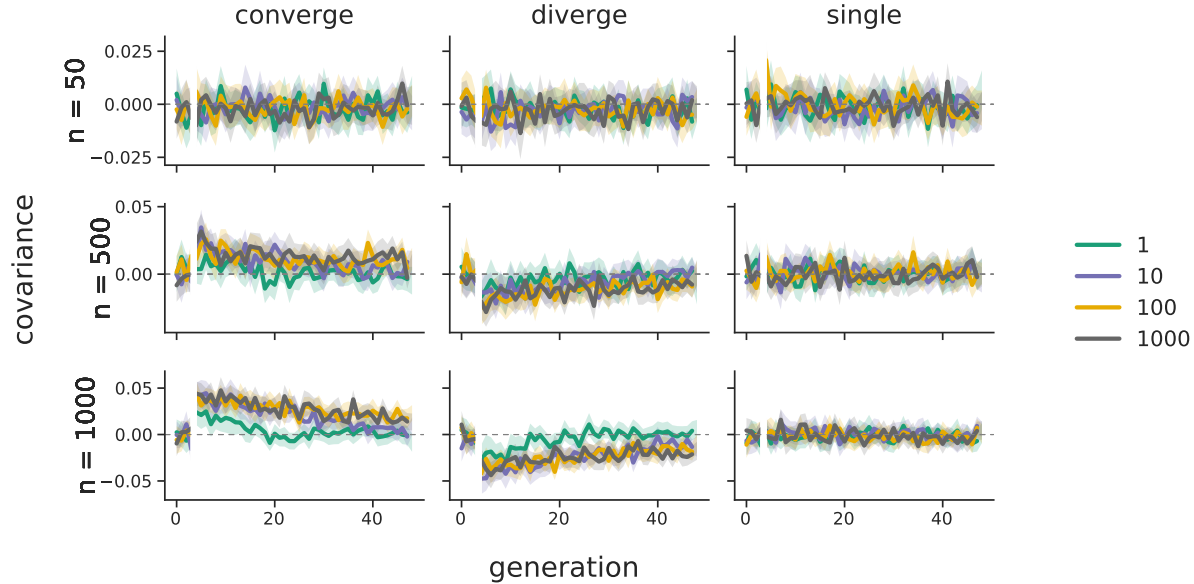 converge diverge single
n = 50
0.025
0.000
−0.025
covariance
n = 500
0.05
0.00
n = 1000
0.05
0.00
−0.05
0 20 40 0 20 40 0 20 40
generation
1
10
100
1000